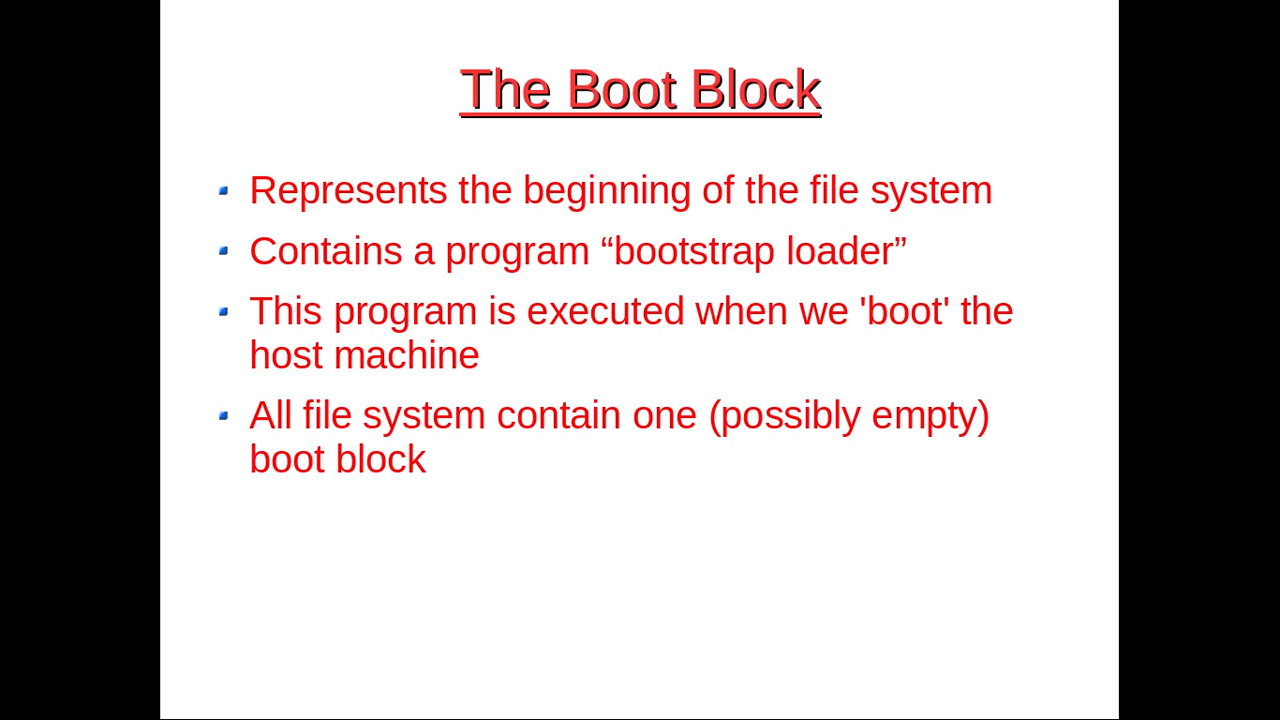 The Boot Block
Represents the beginning of the file system
Contains a program “bootstrap loader”
This program is executed when we 'boot' the
host machine
All file system contain one (possibly empty)
boot block